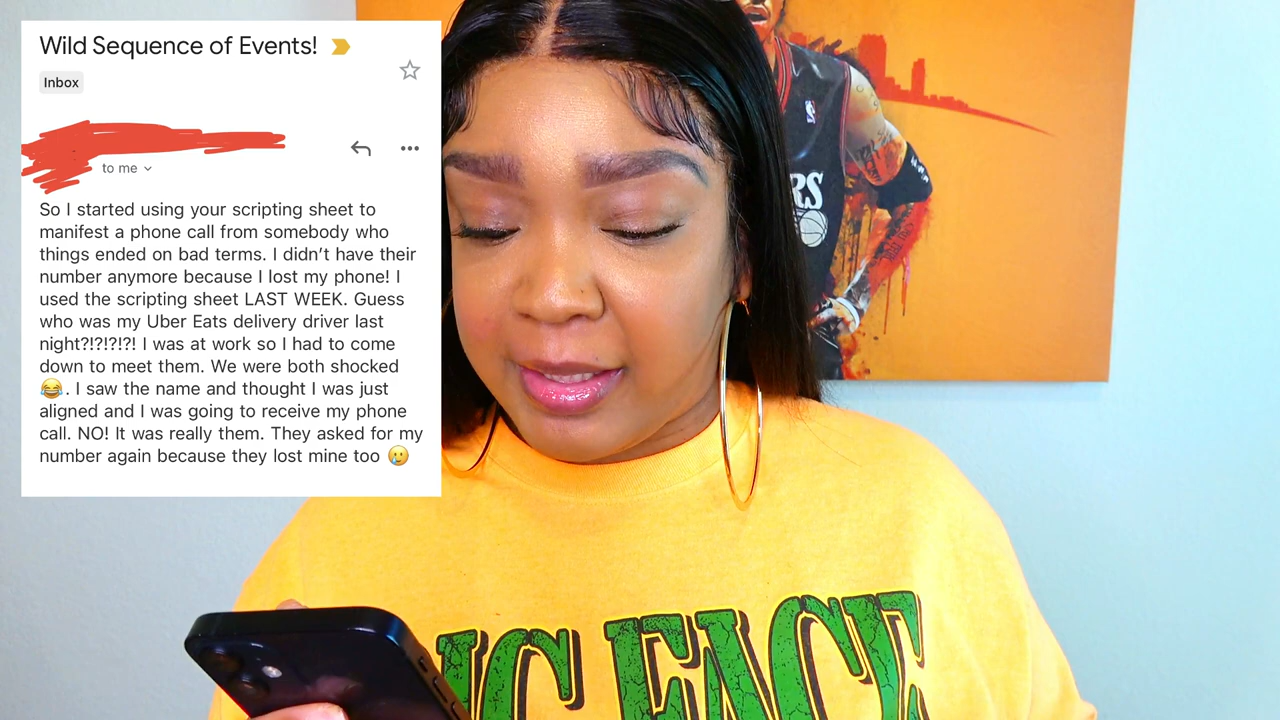 Wild Sequence of Events!
Inbox
to me
So I started using your scripting sheet to
manifest a phone call from somebody who
things ended on bad terms. I didn’t have their
number anymore because I lost my phone! I
used the scripting sheet LAST WEEK. Guess
who was my Uber Eats delivery driver last
night?!?!?!?! I was at work so I had to come
down to meet them. We were both shocked
😂. I saw the name and thought I was just
aligned and I was going to receive my phone
call. NO! It was really them. They asked for my
number again because they lost mine too 🥲
RS
FACE